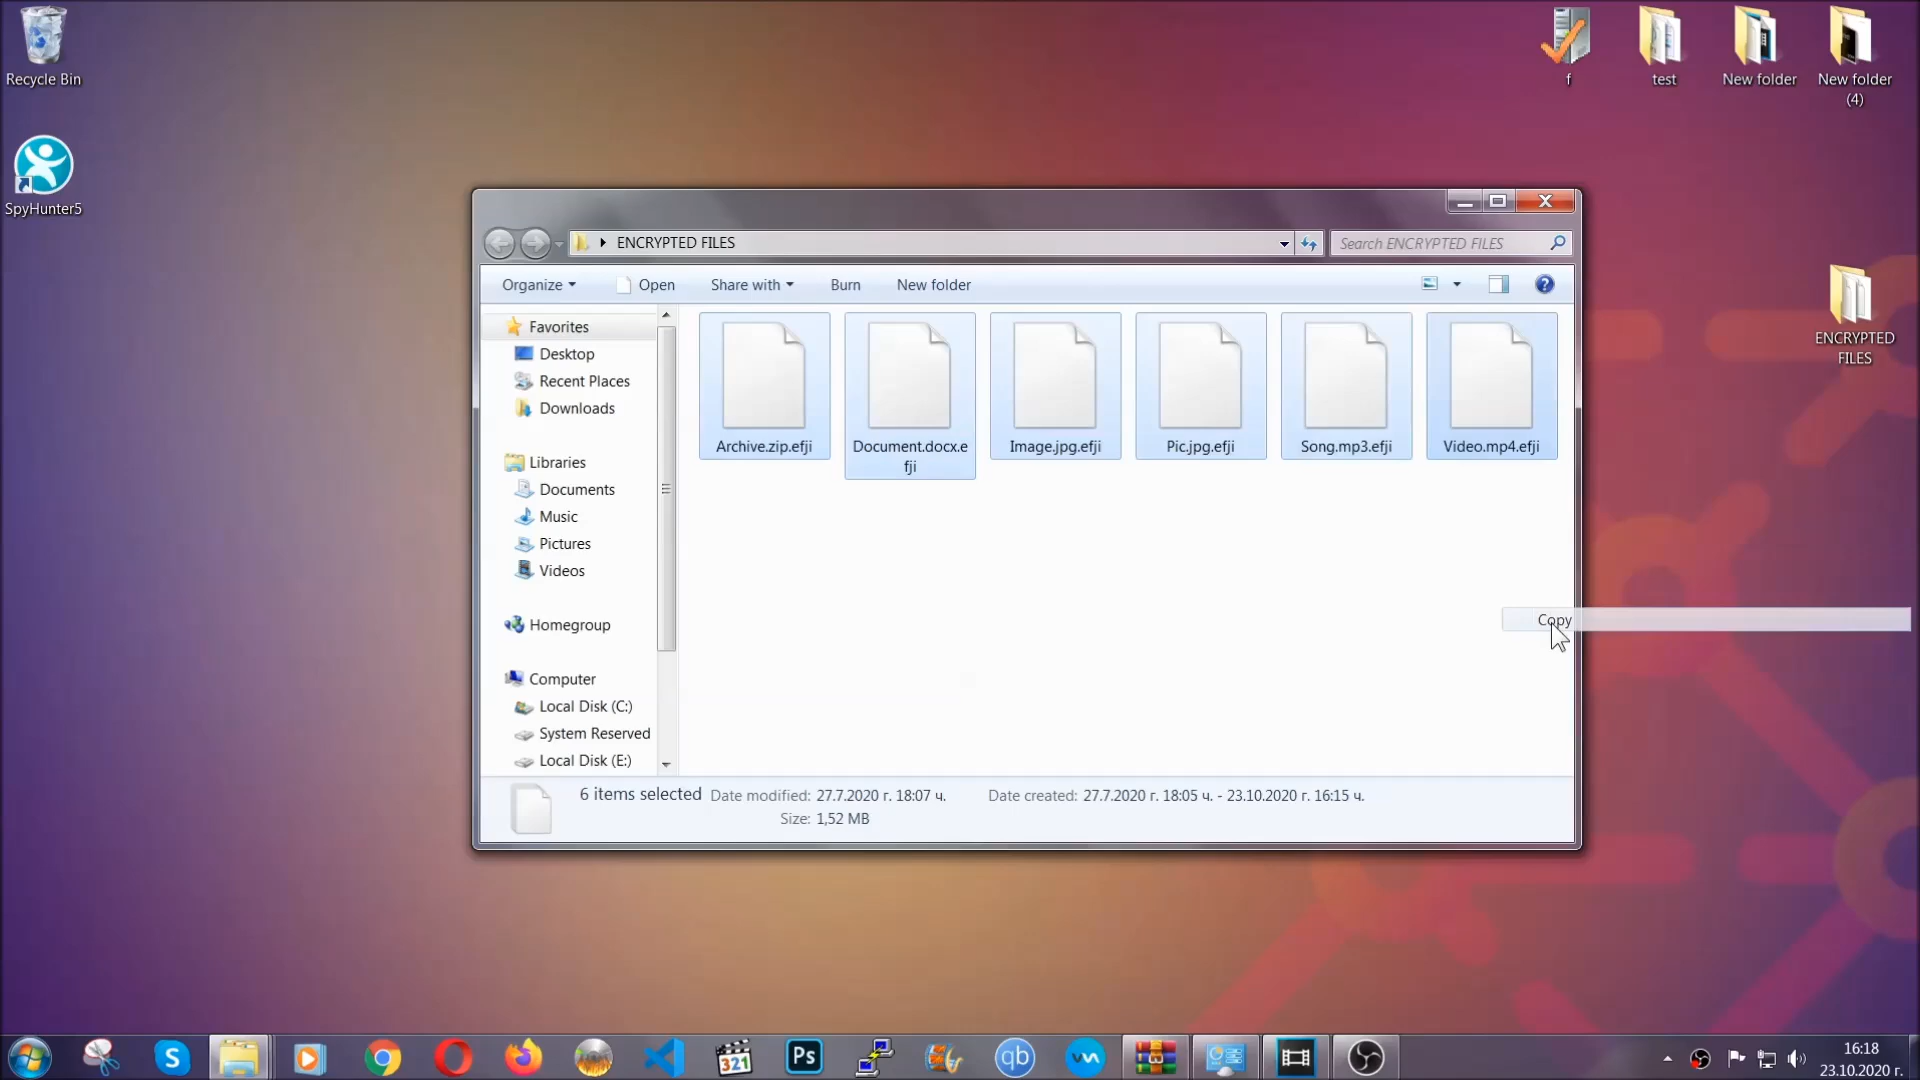 Recycle Bin
f
test
New folder
New folder
(4)
SpyHunter5
ENCRYPTED FILES
Search ENCRYPTED FILES
Organize
Open
Share with
Burn
New folder
Favorites
Desktop
Recent Places
Downloads
Libraries
Documents
Music
Pictures
Videos
Homegroup
Computer
Local Disk (C:)
System Reserved
Local Disk (E:)
Archive.zip.efji
Document.docx.e
fji
Image.jpg.efji
Pic.jpg.efji
Song.mp3.efji
Video.mp4.efji
ENCRYPTED
FILES
Copy
6 items selected
Date modified: 27.7.2020 г. 18:07 ч.
Date created: 27.7.2020 г. 18:05 ч. - 23.10.2020 г. 16:15 ч.
Size: 1,52 MB
S
321
Ps
qb
16:18
23.10.2020 г.